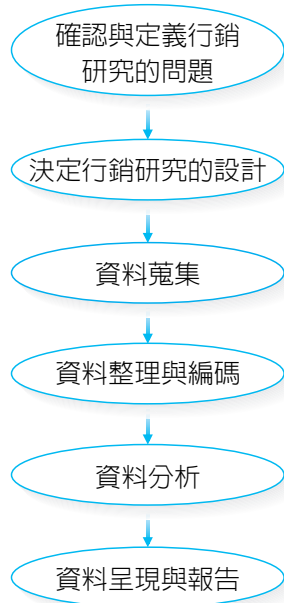 確認與定義行銷
研究的問題
決定行銷研究的設計
資料蒐集
資料整理與編碼
資料分析
資料呈現與報告